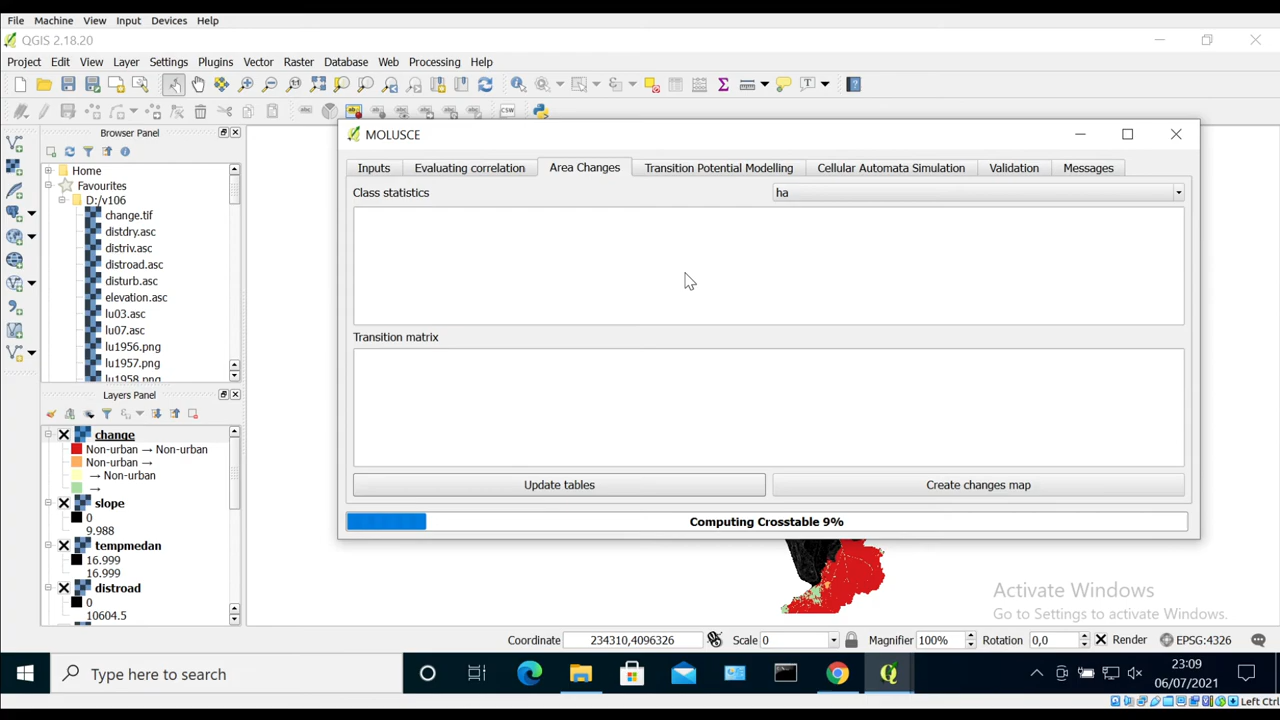 File Machine View Input Devices Help
QGIS 2.18.20
Project Edit View Layer Settings Plugins Vector Raster Database Web Processing Help
abc abc CSW
Browser Panel
Home
Favourites
D:/v106
change.tif
distdry.asc
distriv.asc
distroad.asc
disturb.asc
elevation.asc
lu03.asc
lu07.asc
lu1956.png
lu1957.png
lu1958.png
Layers Panel
change
Non-urban → Non-urban
Non-urban →
→ Non-urban
→
slope
0
9.988
tempmedan
16.999
16.999
distroad
0
10604.5
MOLUSCE
Inputs Evaluating correlation Area Changes Transition Potential Modelling Cellular Automata Simulation Validation Messages
Class statistics ha
Transition matrix
Update tables Create changes map
Computing Crosstable 9%
Activate Windows
Go to Settings to activate Windows.
Coordinate 234310,4096326 Scale 0 Magnifier 100% Rotation 0,0 Render EPSG:4326
Type here to search
23:09
06/07/2021
Left Ctrl